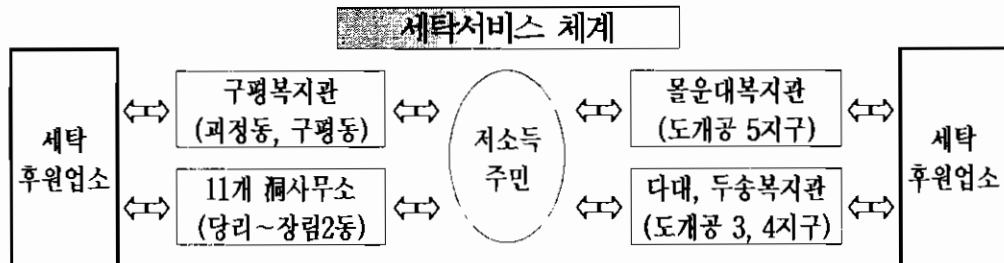 세탁서비스 체계
세탁
후원업소
구평복지관
(괴정동, 구평동)
11개 洞사무소
(당리~장림2동)
저소득
주민
몰운대복지관
(도개공 5지구)
다대, 두송복지관
(도개공 3, 4지구)
세탁
후원업소